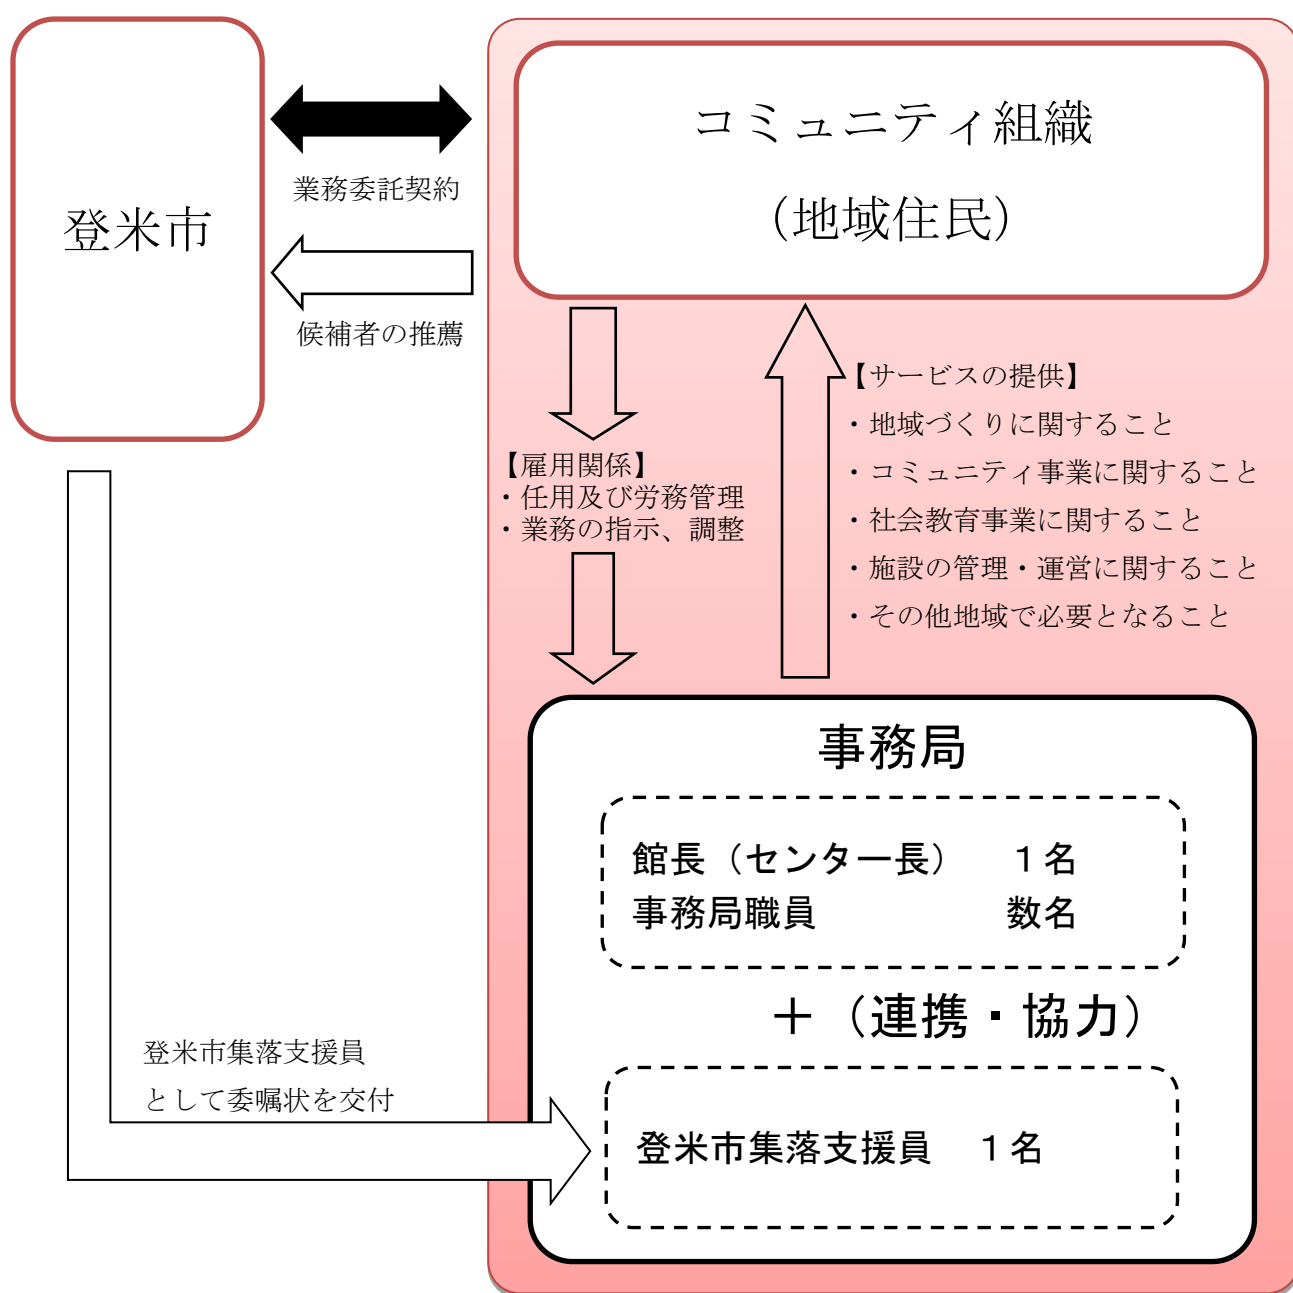 登米市
業務委託契約
候補者の推薦
コミュニティ組織
(地域住民)
【雇用関係】
・任用及び労務管理
・業務の指示、調整
【サービスの提供】
・地域づくりに関すること
・コミュニティ事業に関すること
・社会教育事業に関すること
・施設の管理・運営に関すること
・その他地域で必要となること
事務局
館長（センター長） １名
事務局職員 数名
＋（連携・協力）
登米市集落支援員
として委嘱状を交付
登米市集落支援員 １名